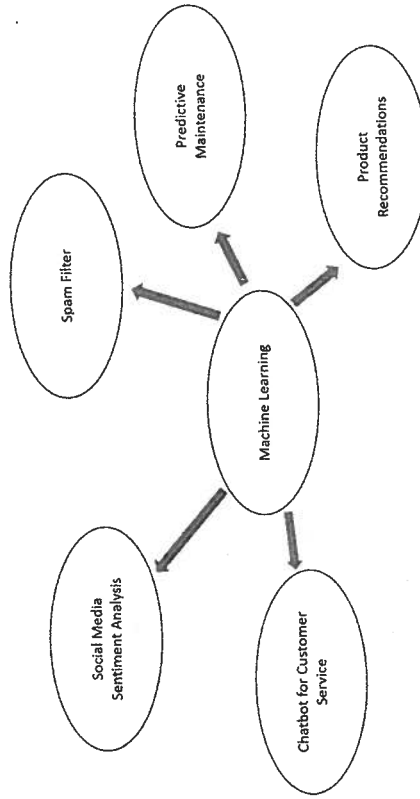 Spam Filter
Social Media
Sentiment Analysis
Predictive
Maintenance
Machine Learning
Chatbot for Customer
Service
Product
Recommendations